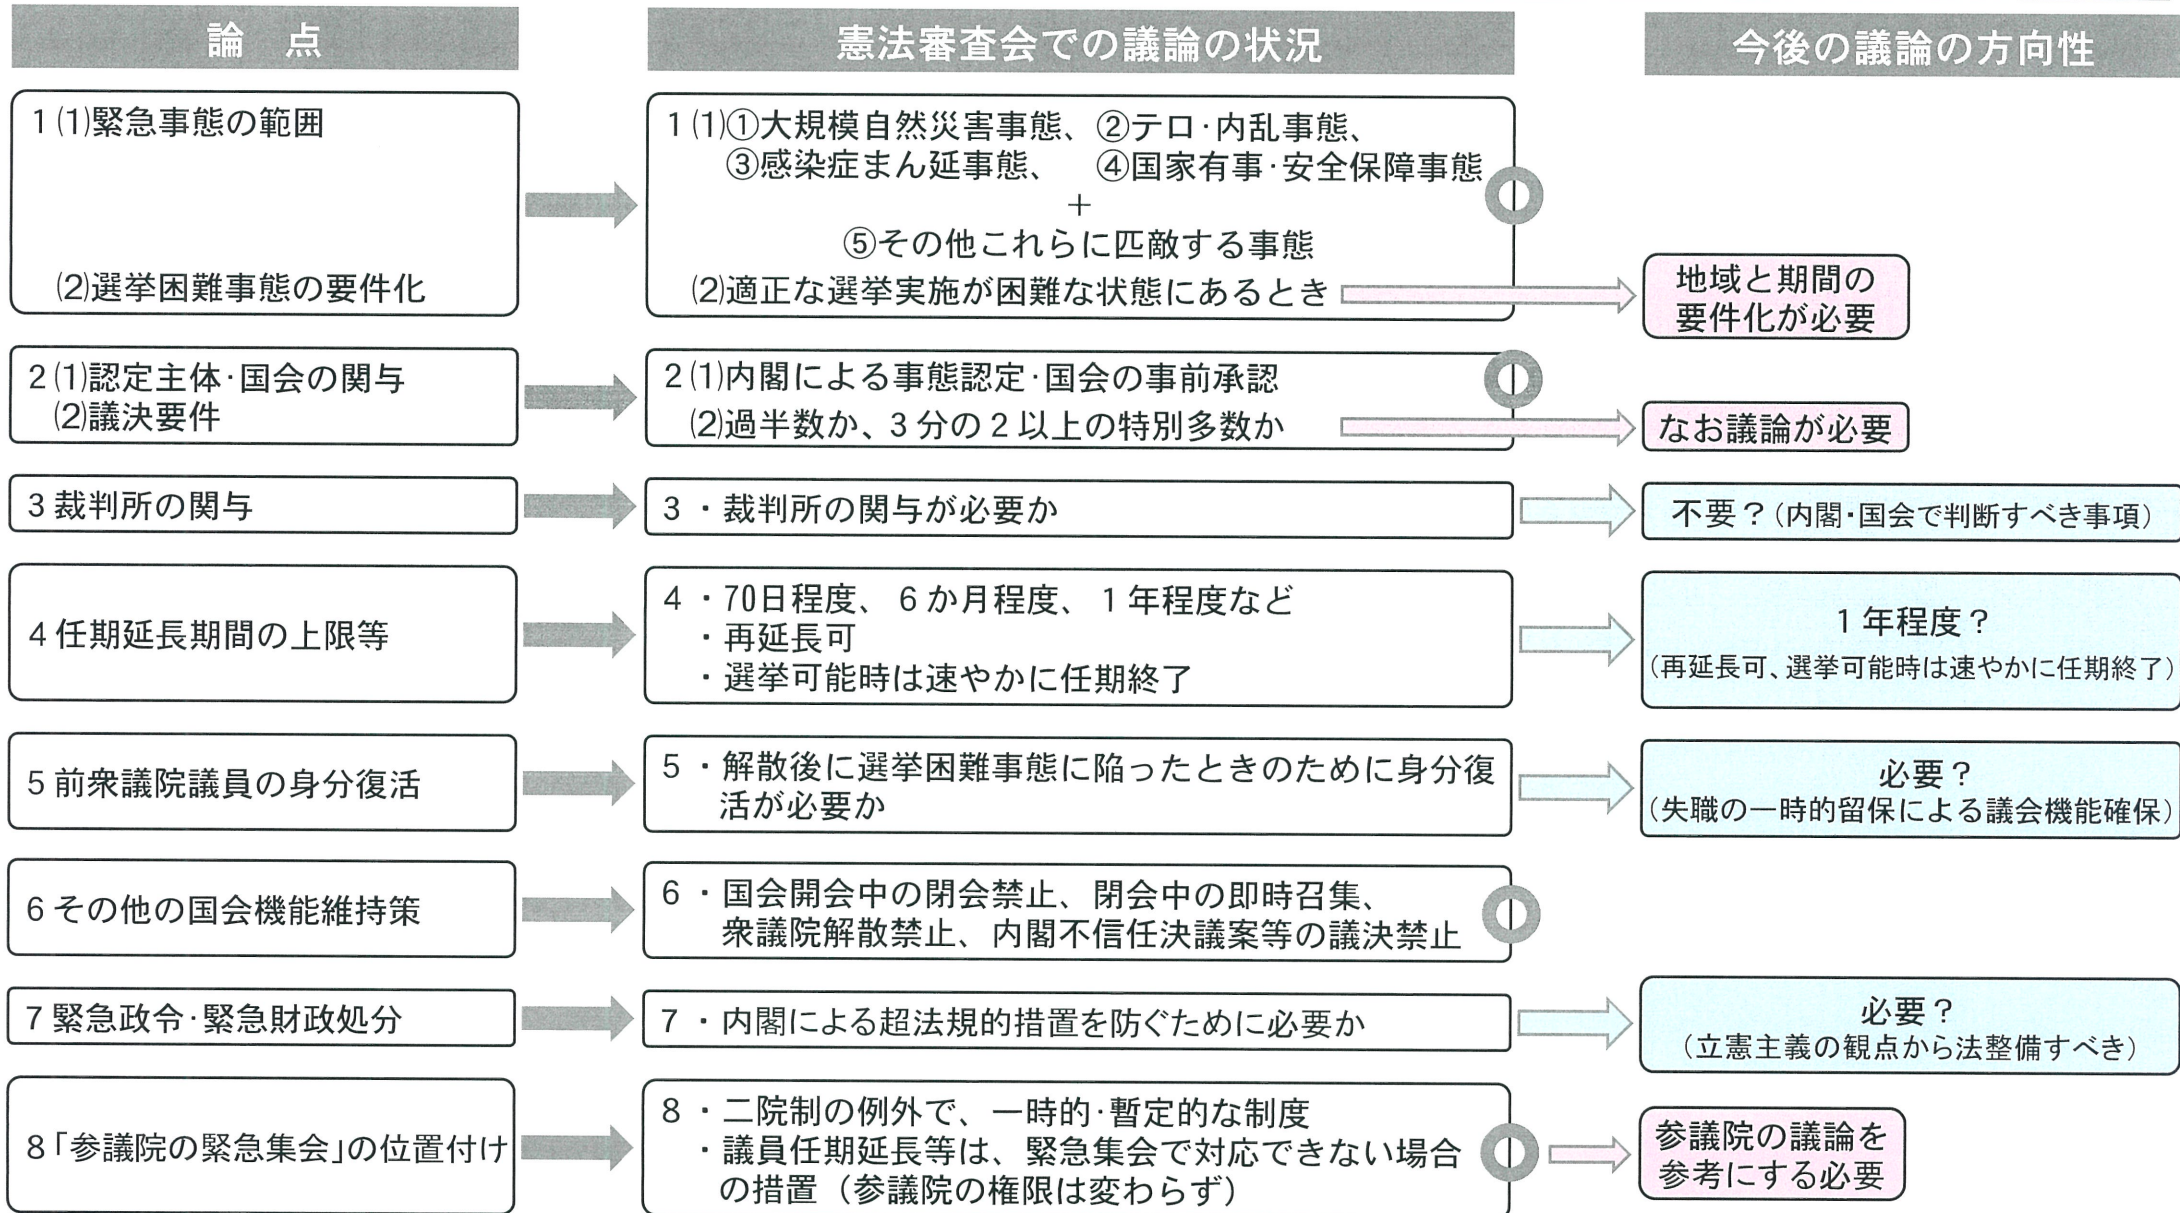 論　点
憲法審査会での議論の状況
今後の議論の方向性
1 (1)緊急事態の範囲
(2)選挙困難事態の要件化
1 (1)①大規模自然災害事態、②テロ・内乱事態、
③感染症まん延事態、　④国家有事・安全保障事態
＋
⑤その他これらに匹敵する事態
(2)適正な選挙実施が困難な状態にあるとき
地域と期間の
要件化が必要
2 (1)認定主体・国会の関与
(2)議決要件
2 (1)内閣による事態認定・国会の事前承認
(2)過半数か、3分の2以上の特別多数か
なお議論が必要
3 裁判所の関与
3 ・裁判所の関与が必要か
不要？(内閣・国会で判断すべき事項)
4 任期延長期間の上限等
4 ・70日程度、6か月程度、1年程度など
・再延長可
・選挙可能時は速やかに任期終了
1年程度？
(再延長可、選挙可能時は速やかに任期終了)
5 前衆議院議員の身分復活
5 ・解散後に選挙困難事態に陥ったときのために身分復
活が必要か
必要？
(失職の一時的留保による議会機能確保)
6 その他の国会機能維持策
6 ・国会開会中の閉会禁止、閉会中の即時召集、
衆議院解散禁止、内閣不信任決議案等の議決禁止
7 緊急政令・緊急財政処分
7 ・内閣による超法規的措置を防ぐために必要か
必要？
(立憲主義の観点から法整備すべき)
8「参議院の緊急集会」の位置付け
8 ・二院制の例外で、一時的・暫定的な制度
・議員任期延長等は、緊急集会で対応できない場合
の措置（参議院の権限は変わらず）
参議院の議論を
参考にする必要